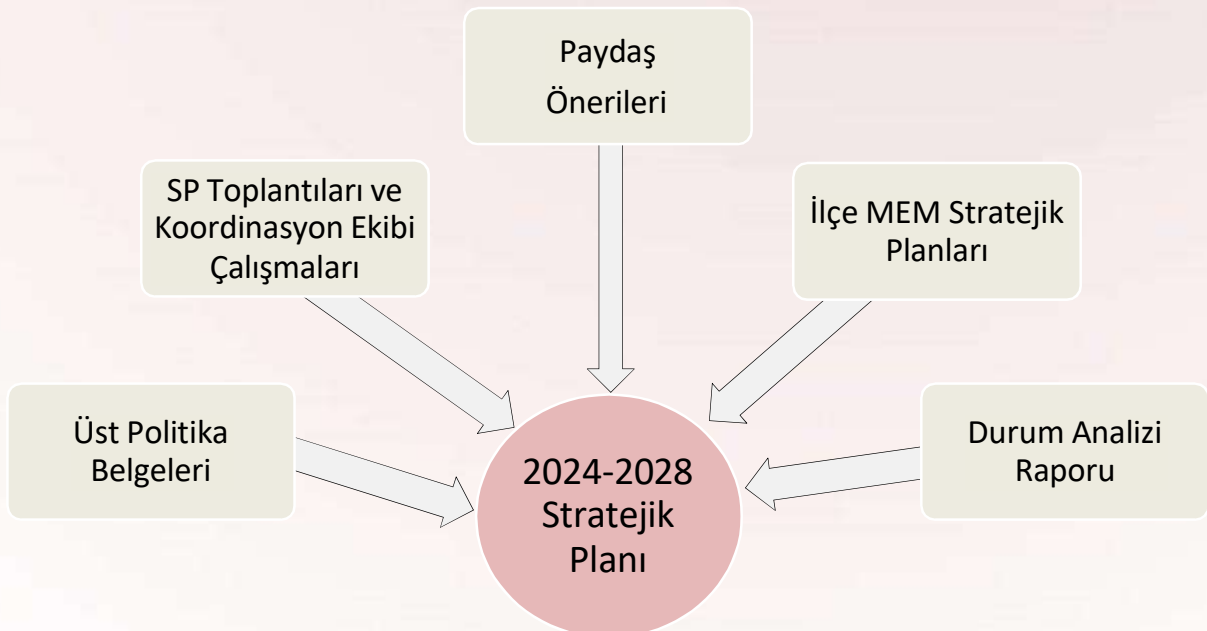 Paydaş
Önerileri
SP Toplantıları ve
Koordinasyon Ekibi
Çalışmaları
İlçe MEM Stratejik
Planları
Üst Politika
Belgeleri
Durum Analizi
Raporu
2024-2028
Stratejik
Planı